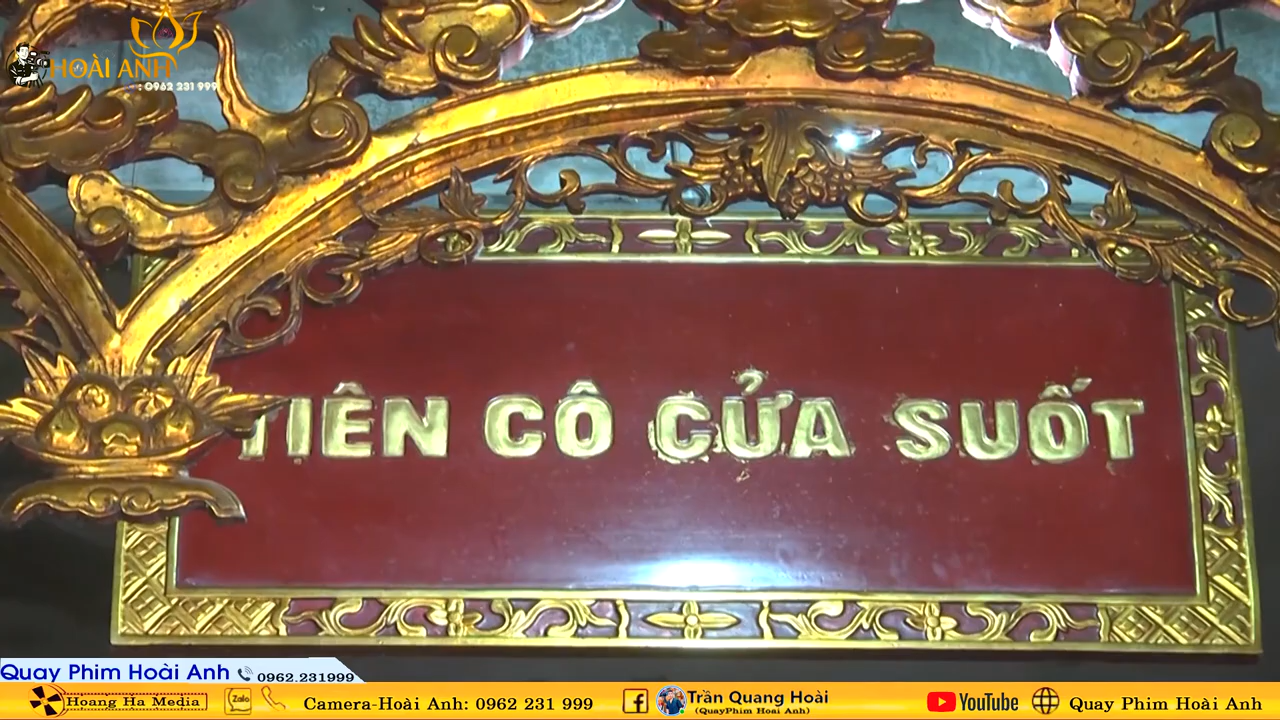 HOÀI ANH
: 0962 231 999
TIÊN CÔ CỬA SUỐT
Quay Phim Hoài Anh 0962.231999
Hoang Ha Media Zalo Camera-Hoài Anh: 0962 231 999 Trần Quang Hoài YouTube Quay Phim Hoài Anh
(QuayPhim Hoai Anh)